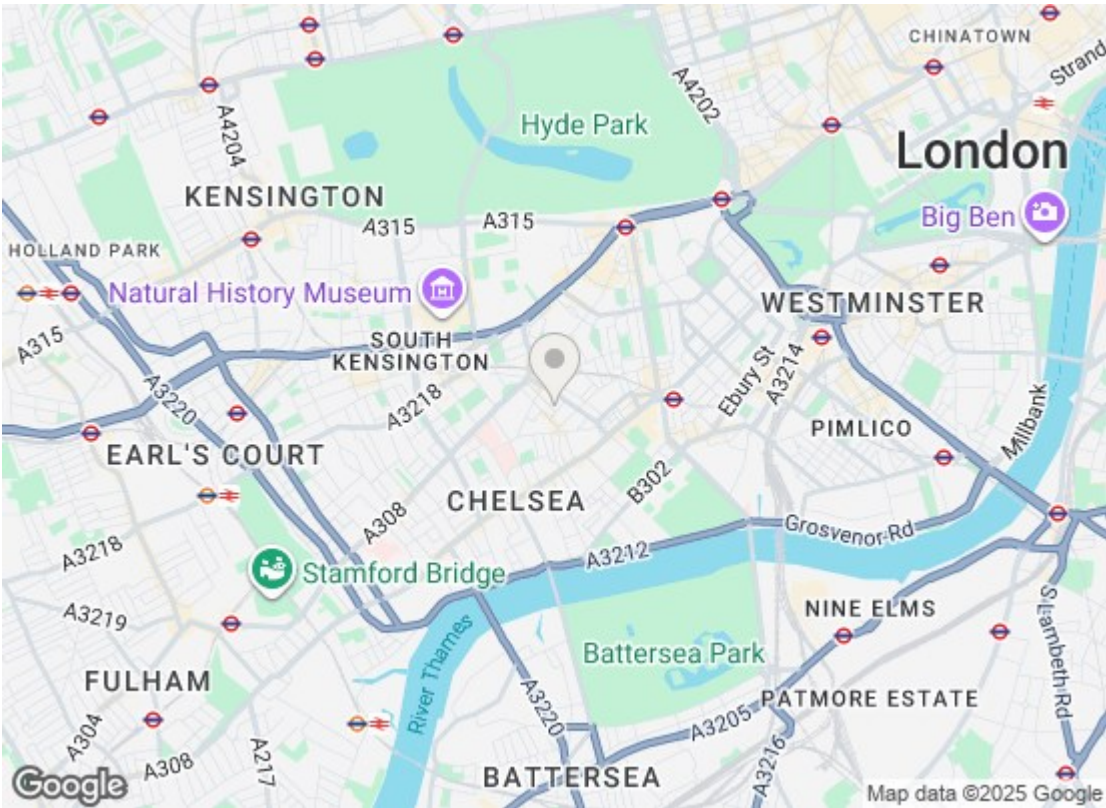 CHINATOWN
Strand
A4202
A4204
Hyde Park
London
KENSINGTON
A315
A315
Big Ben
HOLLAND PARK
Natural History Museum
WESTMINSTER
A315
SOUTH
KENSINGTON
Ebury St
A3214
A3220
A3218
Millbank
PIMLICO
EARL'S COURT
B302
CHELSEA
A308
Grosvenor Rd
A3212
A3218
Stamford Bridge
A3219
NINE ELMS
S Lambeth Rd
River Thames
Battersea Park
FULHAM
A3220
PATMORE ESTATE
A304
A3205
A308
A217
A3216
BATTERSEA
Google
Map data ©2025 Google